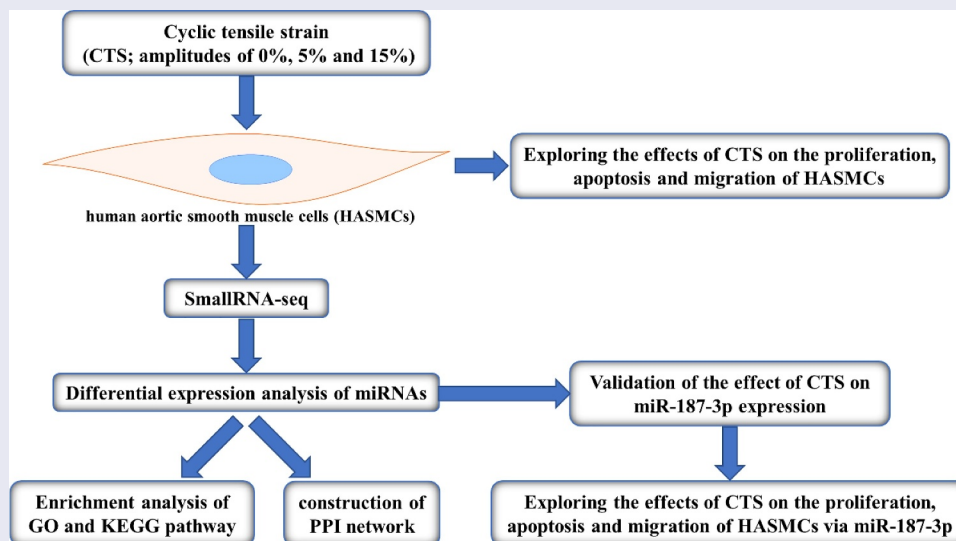 Cyclic tensile strain
(CTS; amplitudes of 0%, 5% and 15%)
Exploring the effects of CTS on the proliferation,
apoptosis and migration of HASMCs
human aortic smooth muscle cells (HASMCs)
SmallRNA-seq
Differential expression analysis of miRNAs
Validation of the effect of CTS on
miR-187-3p expression
Enrichment analysis of
GO and KEGG pathway
construction of
PPI network
Exploring the effects of CTS on the proliferation,
apoptosis and migration of HASMCs via miR-187-3p